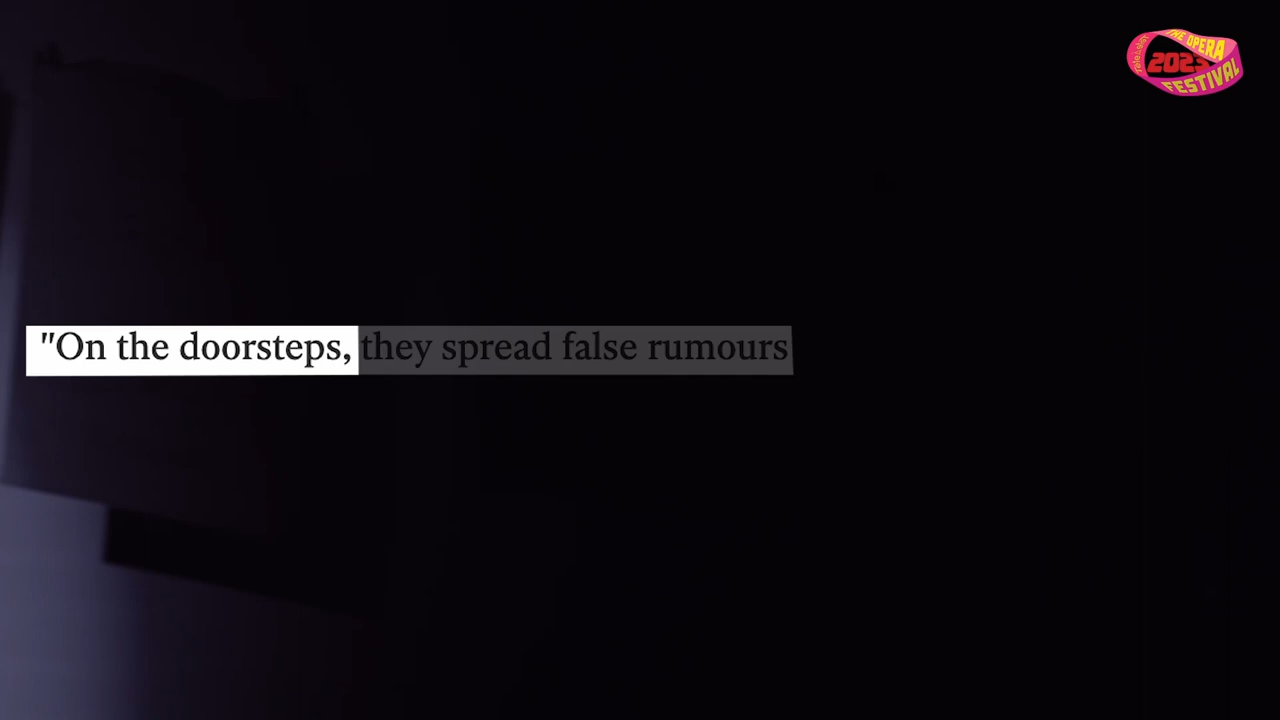 "On the doorsteps, they spread false rumours
THE OPERA
2023
FESTIVAL